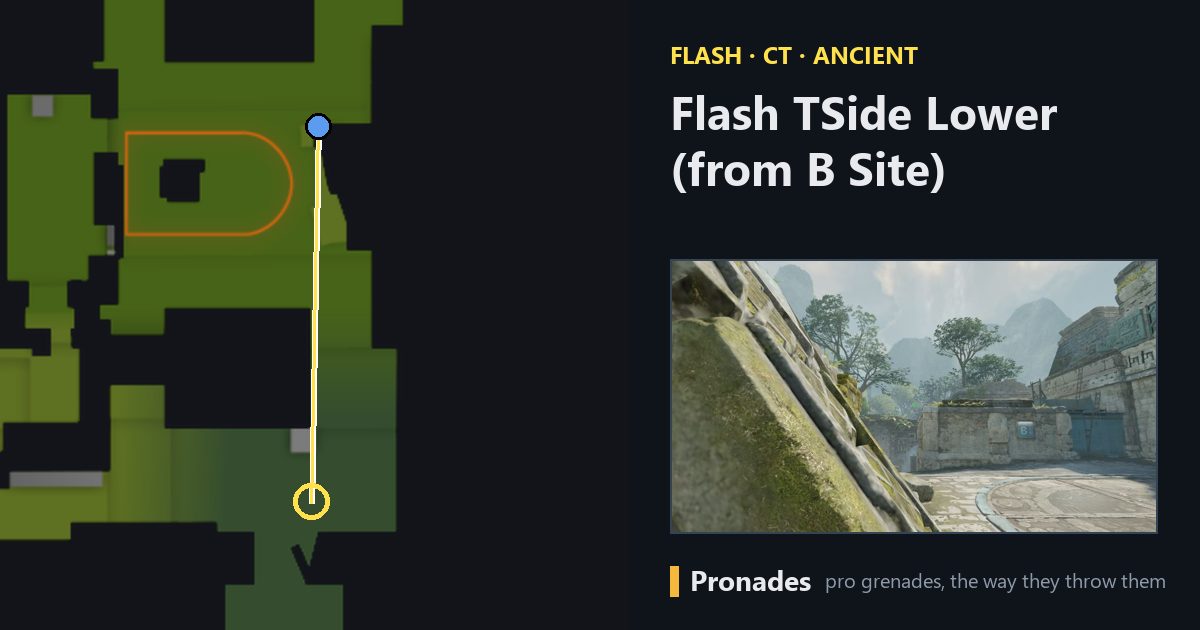 FLASH · CT · ANCIENT
Flash TSide Lower
(from B Site)
Pronades pro grenades, the way they throw them